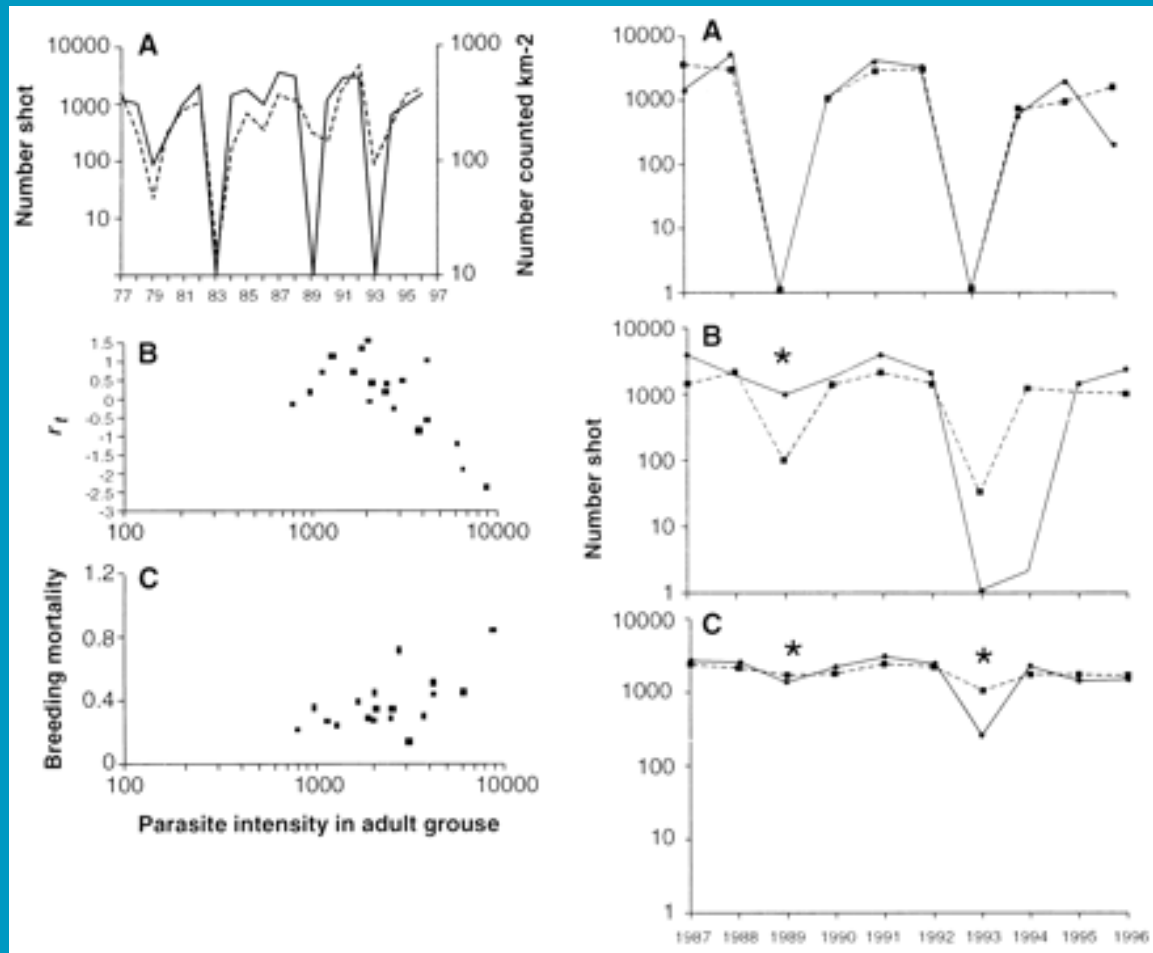 A
10000
1000
100
10
Number shot
1000
100
10
Number counted km-2
77 79 81 83 85 87 89 91 93 95 97
B
1.5
1
0.5
0
-0.5
-1
-1.5
-2
-2.5
-3
r t
100 1000 10000
C
1.2
0.8
0.4
0
Breeding mortality
100 1000 10000
Parasite intensity in adult grouse
A
10000
1000
100
10
1
B
*
10000
1000
100
10
1
Number shot
C
* *
10000
1000
100
10
1
1987 1988 1989 1990 1991 1992 1993 1994 1995 1996